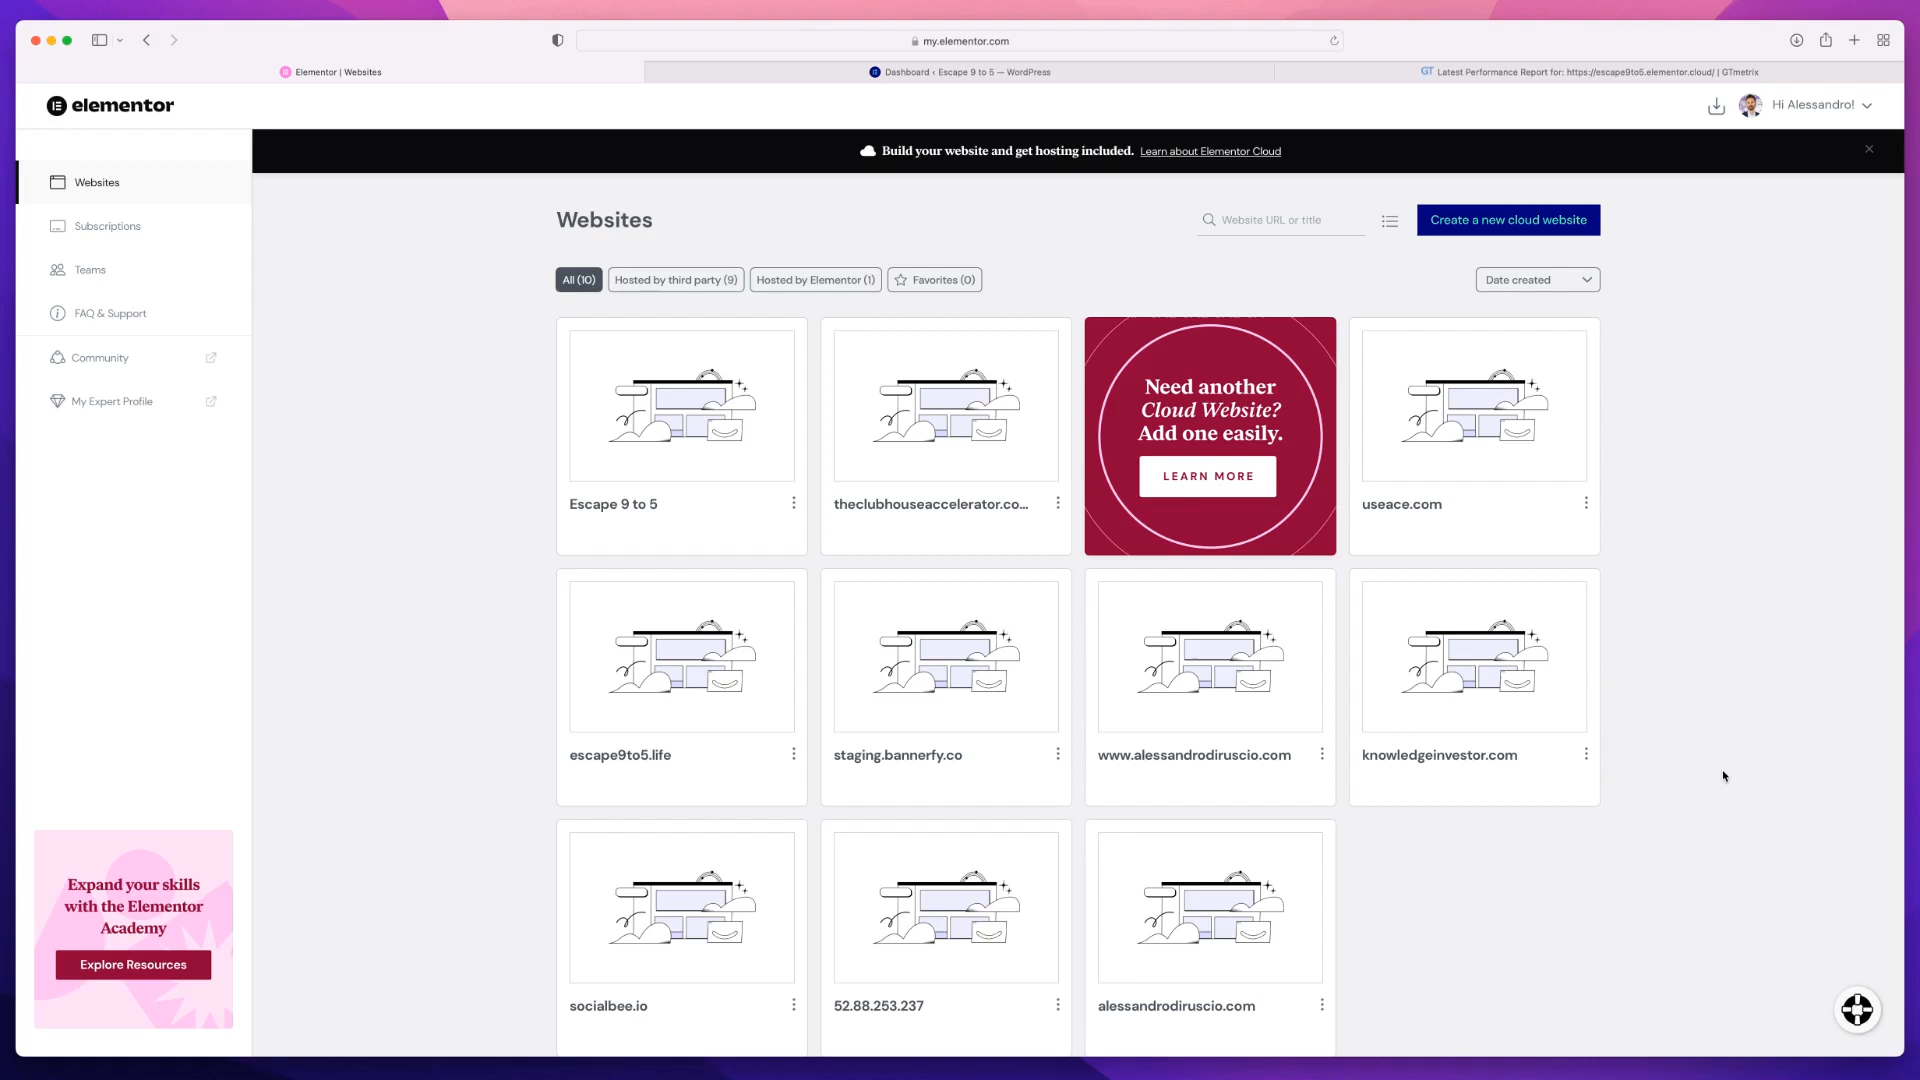 my.elementor.com
Elementor | Websites
Dashboard ‹ Escape 9 to 5 — WordPress
GT Latest Performance Report for: https://escape9to5.elementor.cloud/ | GTmetrix
elementor
Hi Alessandro!
Build your website and get hosting included. Learn about Elementor Cloud
Websites
Subscriptions
Teams
FAQ & Support
Community
My Expert Profile
Expand your skills
with the Elementor
Academy
Explore Resources
Websites
Website URL or title
Create a new cloud website
All (10)
Hosted by third party (9)
Hosted by Elementor (1)
Favorites (0)
Date created
Escape 9 to 5
theclubhouseaccelerator.co...
Need another
Cloud Website?
Add one easily.
LEARN MORE
useace.com
escape9to5.life
staging.bannerfy.co
www.alessandrodiruscio.com
knowledgeinvestor.com
socialbee.io
52.88.253.237
alessandrodiruscio.com